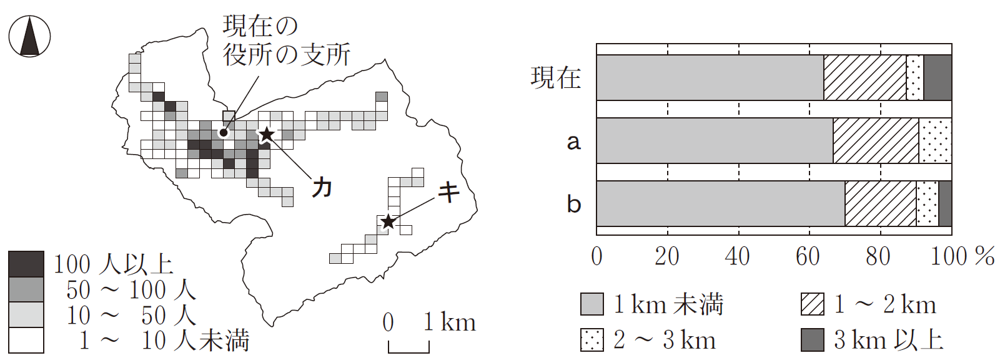 現在の
役所の支所
カ
キ
100 人以上
50 ～ 100 人
10 ～ 50 人
1 ～ 10 人未満
0 1 km
現在
a
b
0 20 40 60 80 100 %
1 km 未満
1 ～ 2 km
2 ～ 3 km
3 km 以上